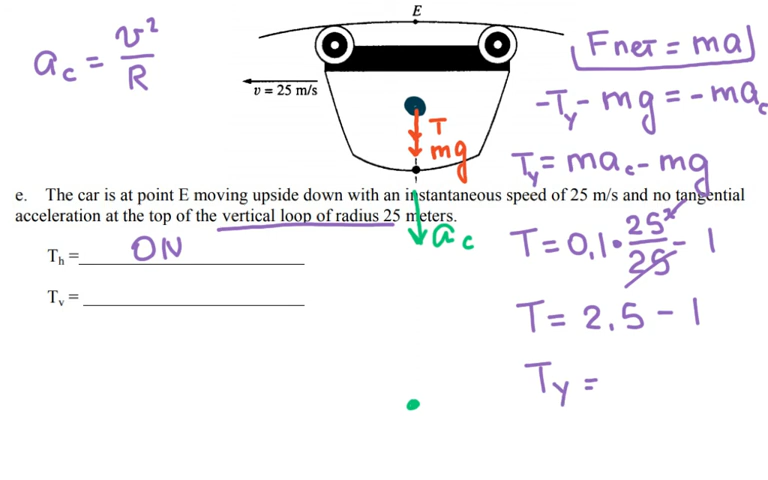 E
a_c = v²/R
Fnet = ma
v = 25 m/s
-T_y - mg = -ma_c
T
mg
T_y = ma_c - mg
e. The car is at point E moving upside down with an instantaneous speed of 25 m/s and no tangential
acceleration at the top of the vertical loop of radius 25 meters.
a_c
T = 0,1 · 25²/25 - 1
T_h = 0N
T_v =
T = 2.5 - 1
T_y =